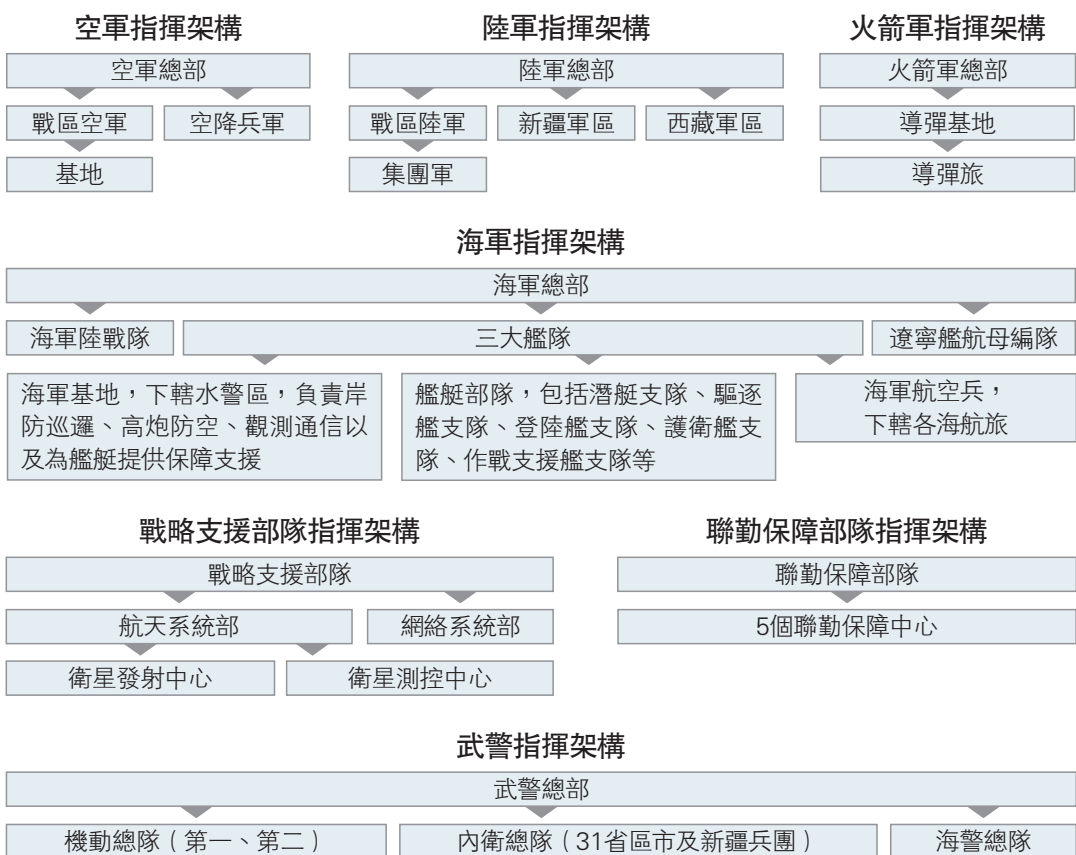 空軍指揮架構
空軍總部
戰區空軍
空降兵軍
基地
陸軍指揮架構
陸軍總部
戰區陸軍
新疆軍區
西藏軍區
集團軍
火箭軍指揮架構
火箭軍總部
導彈基地
導彈旅
海軍指揮架構
海軍總部
海軍陸戰隊
三大艦隊
遼寧艦航母編隊
海軍基地，下轄水警區，負責岸
防巡邏、高炮防空、觀測通信以
及為艦艇提供保障支援
艦艇部隊，包括潛艇支隊、驅逐
艦支隊、登陸艦支隊、護衛艦支
隊、作戰支援艦支隊等
海軍航空兵，
下轄各海航旅
戰略支援部隊指揮架構
戰略支援部隊
航天系統部
網絡系統部
衛星發射中心
衛星測控中心
聯勤保障部隊指揮架構
聯勤保障部隊
5個聯勤保障中心
武警指揮架構
武警總部
機動總隊（第一、第二）
內衛總隊（31省區市及新疆兵團）
海警總隊